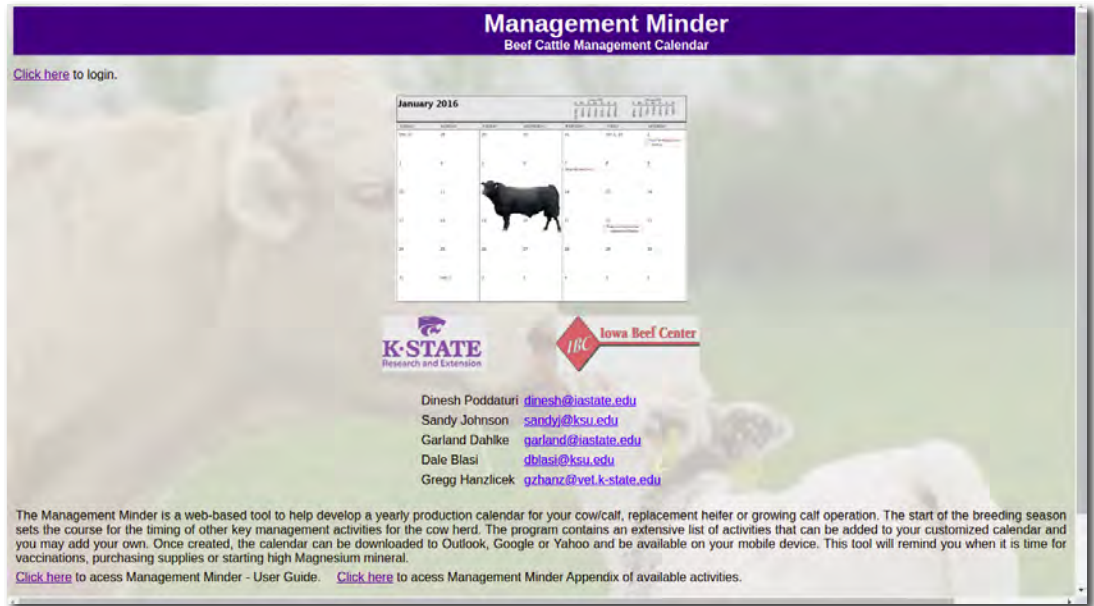 Management Minder
Beef Cattle Management Calendar
Click here to login.
January 2016
K-STATE
Research and Extension
IBC
Iowa Beef Center
Dinesh Poddaturi dinesh@iastate.edu
Sandy Johnson sandyj@ksu.edu
Garland Dahlke garland@iastate.edu
Dale Blasi dblasi@ksu.edu
Gregg Hanzlicek gzhanz@vet.k-state.edu
The Management Minder is a web-based tool to help develop a yearly production calendar for your cow/calf, replacement heifer or growing calf operation. The start of the breeding season
sets the course for the timing of other key management activities for the cow herd. The program contains an extensive list of activities that can be added to your customized calendar and
you may add your own. Once created, the calendar can be downloaded to Outlook, Google or Yahoo and be available on your mobile device. This tool will remind you when it is time for
vaccinations, purchasing supplies or starting high Magnesium mineral.
Click here to acess Management Minder - User Guide. Click here to acess Management Minder Appendix of available activities.